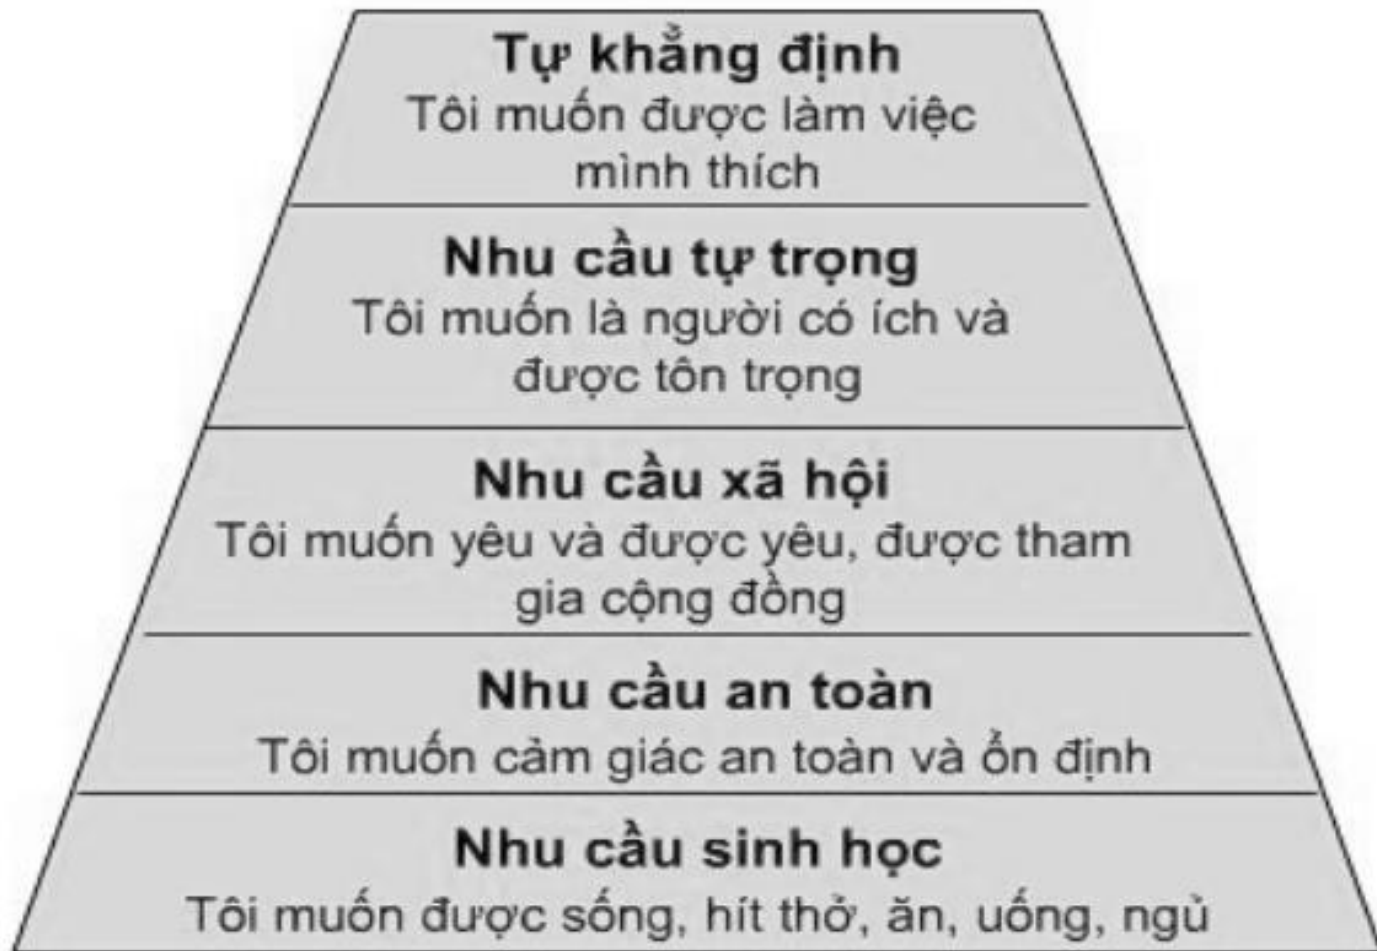 Tự khẳng định
Tôi muốn được làm việc
mình thích
Nhu cầu tự trọng
Tôi muốn là người có ích và
được tôn trọng
Nhu cầu xã hội
Tôi muốn yêu và được yêu, được tham
gia cộng đồng
Nhu cầu an toàn
Tôi muốn cảm giác an toàn và ổn định
Nhu cầu sinh học
Tôi muốn được sống, hít thở, ăn, uống, ngủ